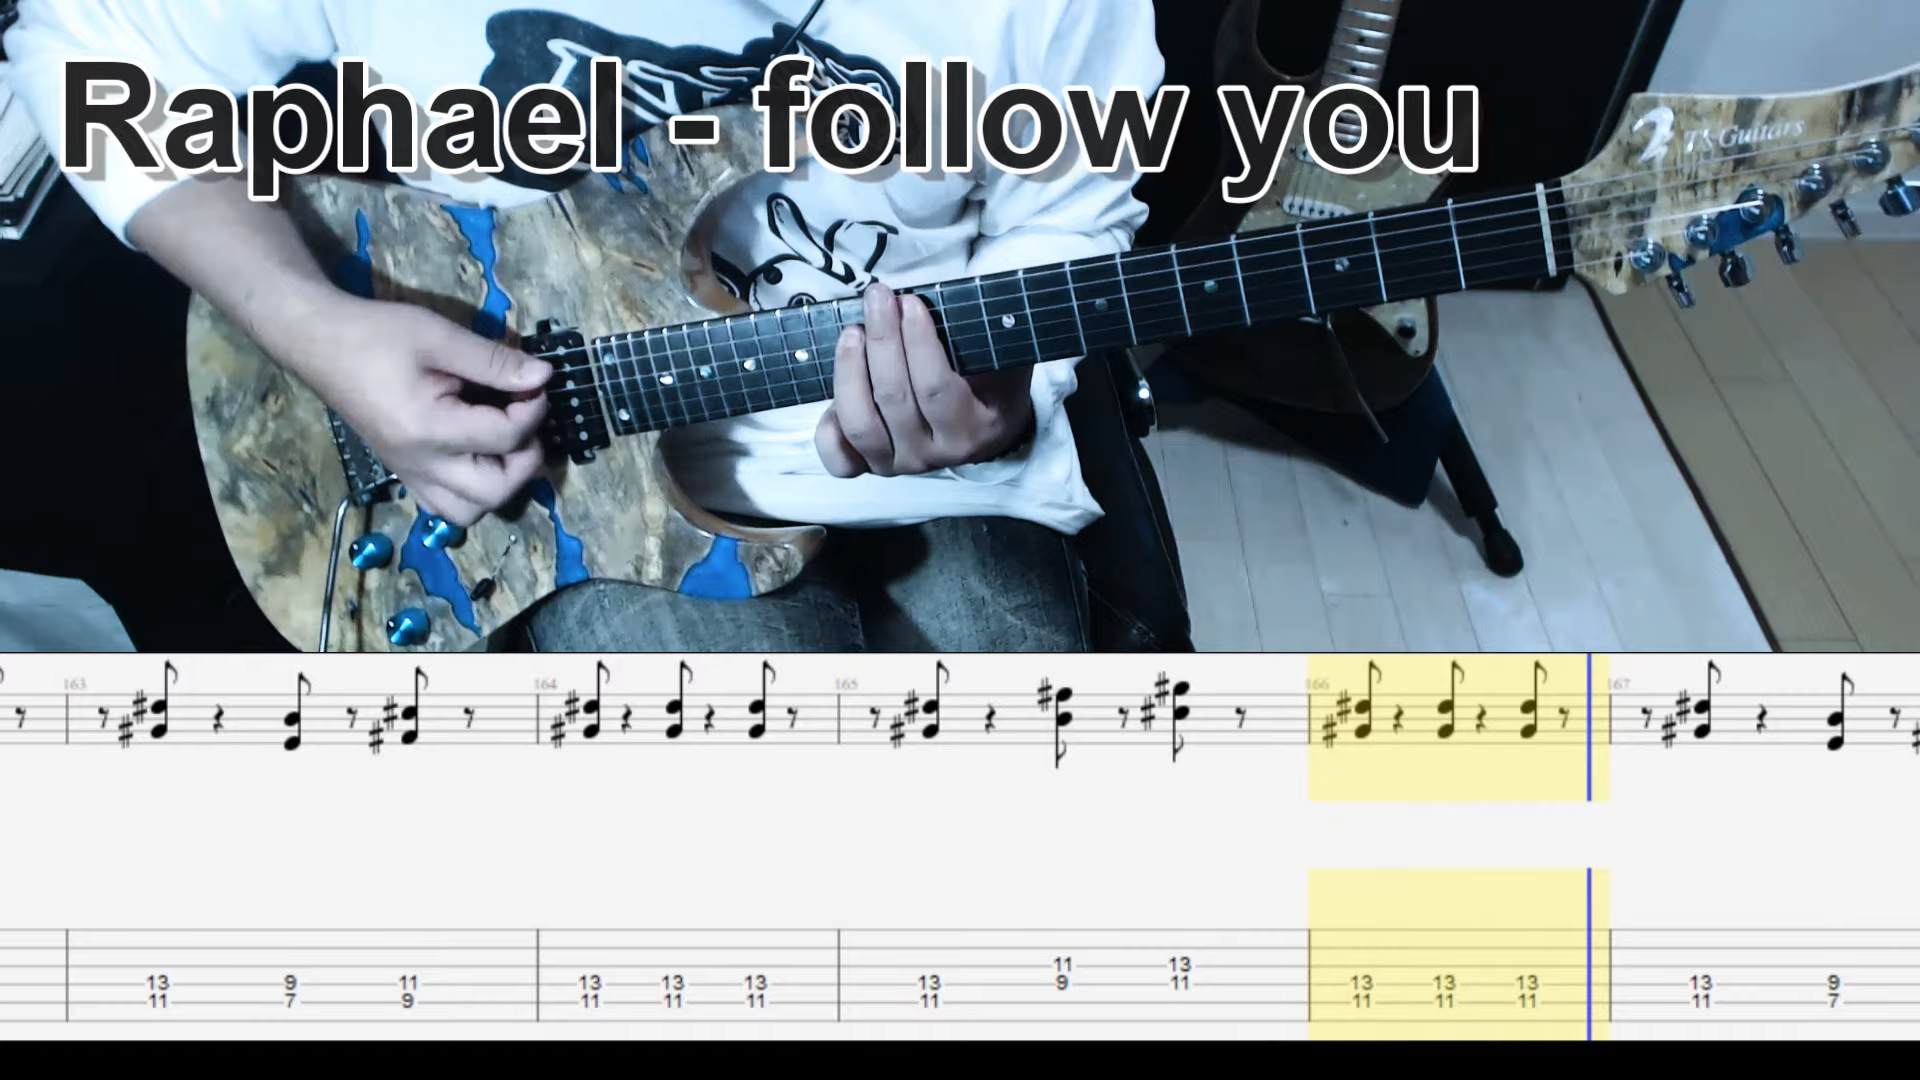 Raphael - follow you
T's Guitars
163 164 165 166 167
11 13
13 9 11 13 13 13 13 9 11 13 13 13 13 9
11 7 9 11 11 11 11 11 11 11 11 7